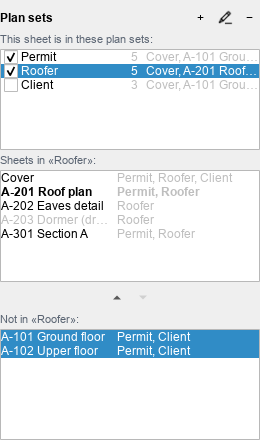 Plan sets + −
This sheet is in these plan sets:
Permit 5 Cover, A-101 Grou...
Roofer 5 Cover, A-201 Roof...
Client 3 Cover, A-101 Grou...
Sheets in «Roofer»:
Cover Permit, Roofer, Client
A-201 Roof plan Permit, Roofer
A-202 Eaves detail Roofer
A-203 Dormer (dr... Roofer
A-301 Section A Permit, Roofer
Not in «Roofer»:
A-101 Ground floor Permit, Client
A-102 Upper floor Permit, Client